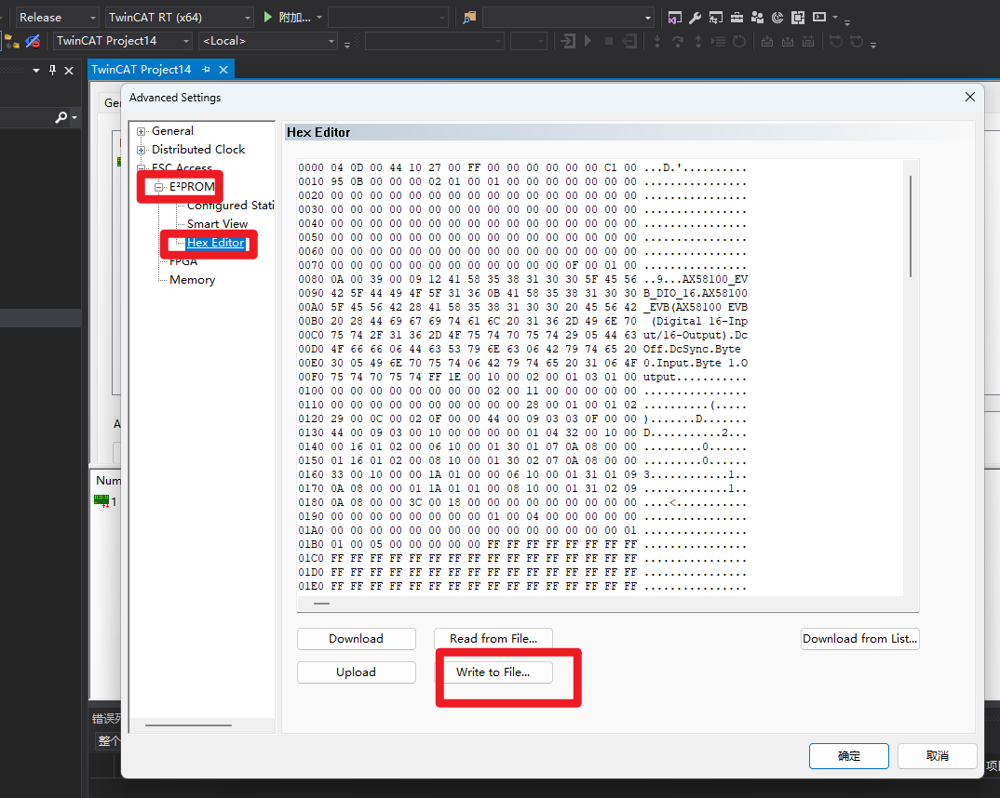 Release TwinCAT RT (x64) 附加...
TwinCAT Project14 <Local>
TwinCAT Project14
Advanced Settings
General
Distributed Clock
ESC Access
E²PROM
Configured Stati
Smart View
Hex Editor
FPGA
Memory
Hex Editor
0000 04 0D 00 44 10 27 00 FF 00 00 00 00 00 00 C1 00 ...D.'..........
0010 95 0B 00 00 00 02 01 00 01 00 00 00 00 00 00 00 ................
0020 00 00 00 00 00 00 00 00 00 00 00 00 00 00 00 00 ................
0030 00 00 00 00 00 00 00 00 00 00 00 00 00 00 00 00 ................
0040 00 00 00 00 00 00 00 00 00 00 00 00 00 00 00 00 ................
0050 00 00 00 00 00 00 00 00 00 00 00 00 00 00 00 00 ................
0060 00 00 00 00 00 00 00 00 00 00 00 00 00 00 00 00 ................
0070 00 00 00 00 00 00 00 00 00 00 00 00 0F 00 01 00 ................
0080 0A 00 39 00 09 12 41 58 35 38 31 30 30 5F 45 56 ..9...AX58100_EV
0090 42 5F 44 49 4F 5F 31 36 0B 41 58 35 38 31 30 30 B_DIO_16.AX58100
00A0 5F 45 56 42 28 41 58 35 38 31 30 30 20 45 56 42 _EVB(AX58100 EVB
00B0 20 28 44 69 67 69 74 61 6C 20 31 36 2D 49 6E 70 (Digital 16-Inp
00C0 75 74 2F 31 36 2D 4F 75 74 70 75 74 29 05 44 63 ut/16-Output).Dc
00D0 4F 66 66 06 44 63 53 79 6E 63 06 42 79 74 65 20 Off.DcSync.Byte
00E0 30 05 49 6E 70 75 74 06 42 79 74 65 20 31 06 4F 0.Input.Byte 1.O
00F0 75 74 70 75 74 FF 1E 00 10 00 02 00 01 03 01 00 utput...........
0100 00 00 00 00 00 00 00 00 02 00 11 00 00 00 00 00 ................
0110 00 00 00 00 00 00 00 00 00 00 28 00 01 00 01 02 ..........(.....
0120 29 00 0C 00 02 0F 00 00 44 00 09 03 03 0F 00 00 ).......D.......
0130 44 00 09 03 00 10 00 00 00 01 04 32 00 10 00 D...........2...
0140 00 16 01 02 00 06 10 00 01 30 01 07 0A 08 00 00 .........0......
0150 01 16 01 02 00 08 10 00 01 30 02 07 0A 08 00 00 .........0......
0160 33 00 10 00 00 1A 01 00 00 06 10 00 01 31 01 09 3............1..
0170 0A 08 00 00 01 1A 01 01 00 08 10 00 01 31 02 09 .............1..
0180 0A 08 00 00 3C 00 18 00 00 00 00 00 00 00 00 00 ....<...........
0190 00 00 00 00 00 00 00 00 01 00 04 00 00 00 00 00 ................
01A0 00 00 00 00 00 00 00 00 00 00 00 00 00 00 00 01 ................
01B0 01 00 05 00 00 00 00 00 FF FF FF FF FF FF FF FF ................
01C0 FF FF FF FF FF FF FF FF FF FF FF FF FF FF FF FF ................
01D0 FF FF FF FF FF FF FF FF FF FF FF FF FF FF FF FF ................
01E0 FF FF FF FF FF FF FF FF FF FF FF FF FF FF FF FF ................
Download Read from File... Download from List...
Upload Write to File...
Num
1
错误列
整个
确定 取消